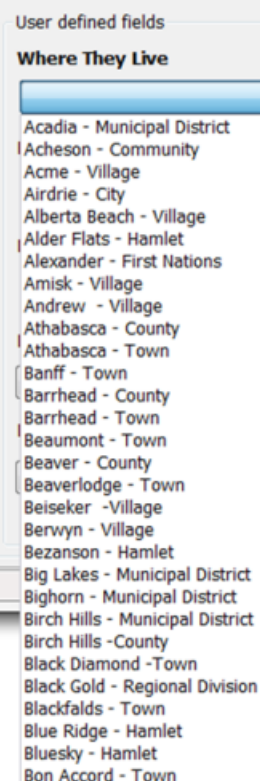 User defined fields
Where They Live
Acadia - Municipal District
Acheson - Community
Acme - Village
Airdrie - City
Alberta Beach - Village
Alder Flats - Hamlet
Alexander - First Nations
Amisk - Village
Andrew  - Village
Athabasca - County
Athabasca - Town
Banff - Town
Barrhead - County
Barrhead - Town
Beaumont - Town
Beaver - County
Beaverlodge - Town
Beiseker  -Village
Berwyn - Village
Bezanson - Hamlet
Big Lakes - Municipal District
Bighorn - Municipal District
Birch Hills - Municipal District
Birch Hills -County
Black Diamond -Town
Black Gold - Regional Division
Blackfalds - Town
Blue Ridge - Hamlet
Bluesky - Hamlet
Bon Accord - Town